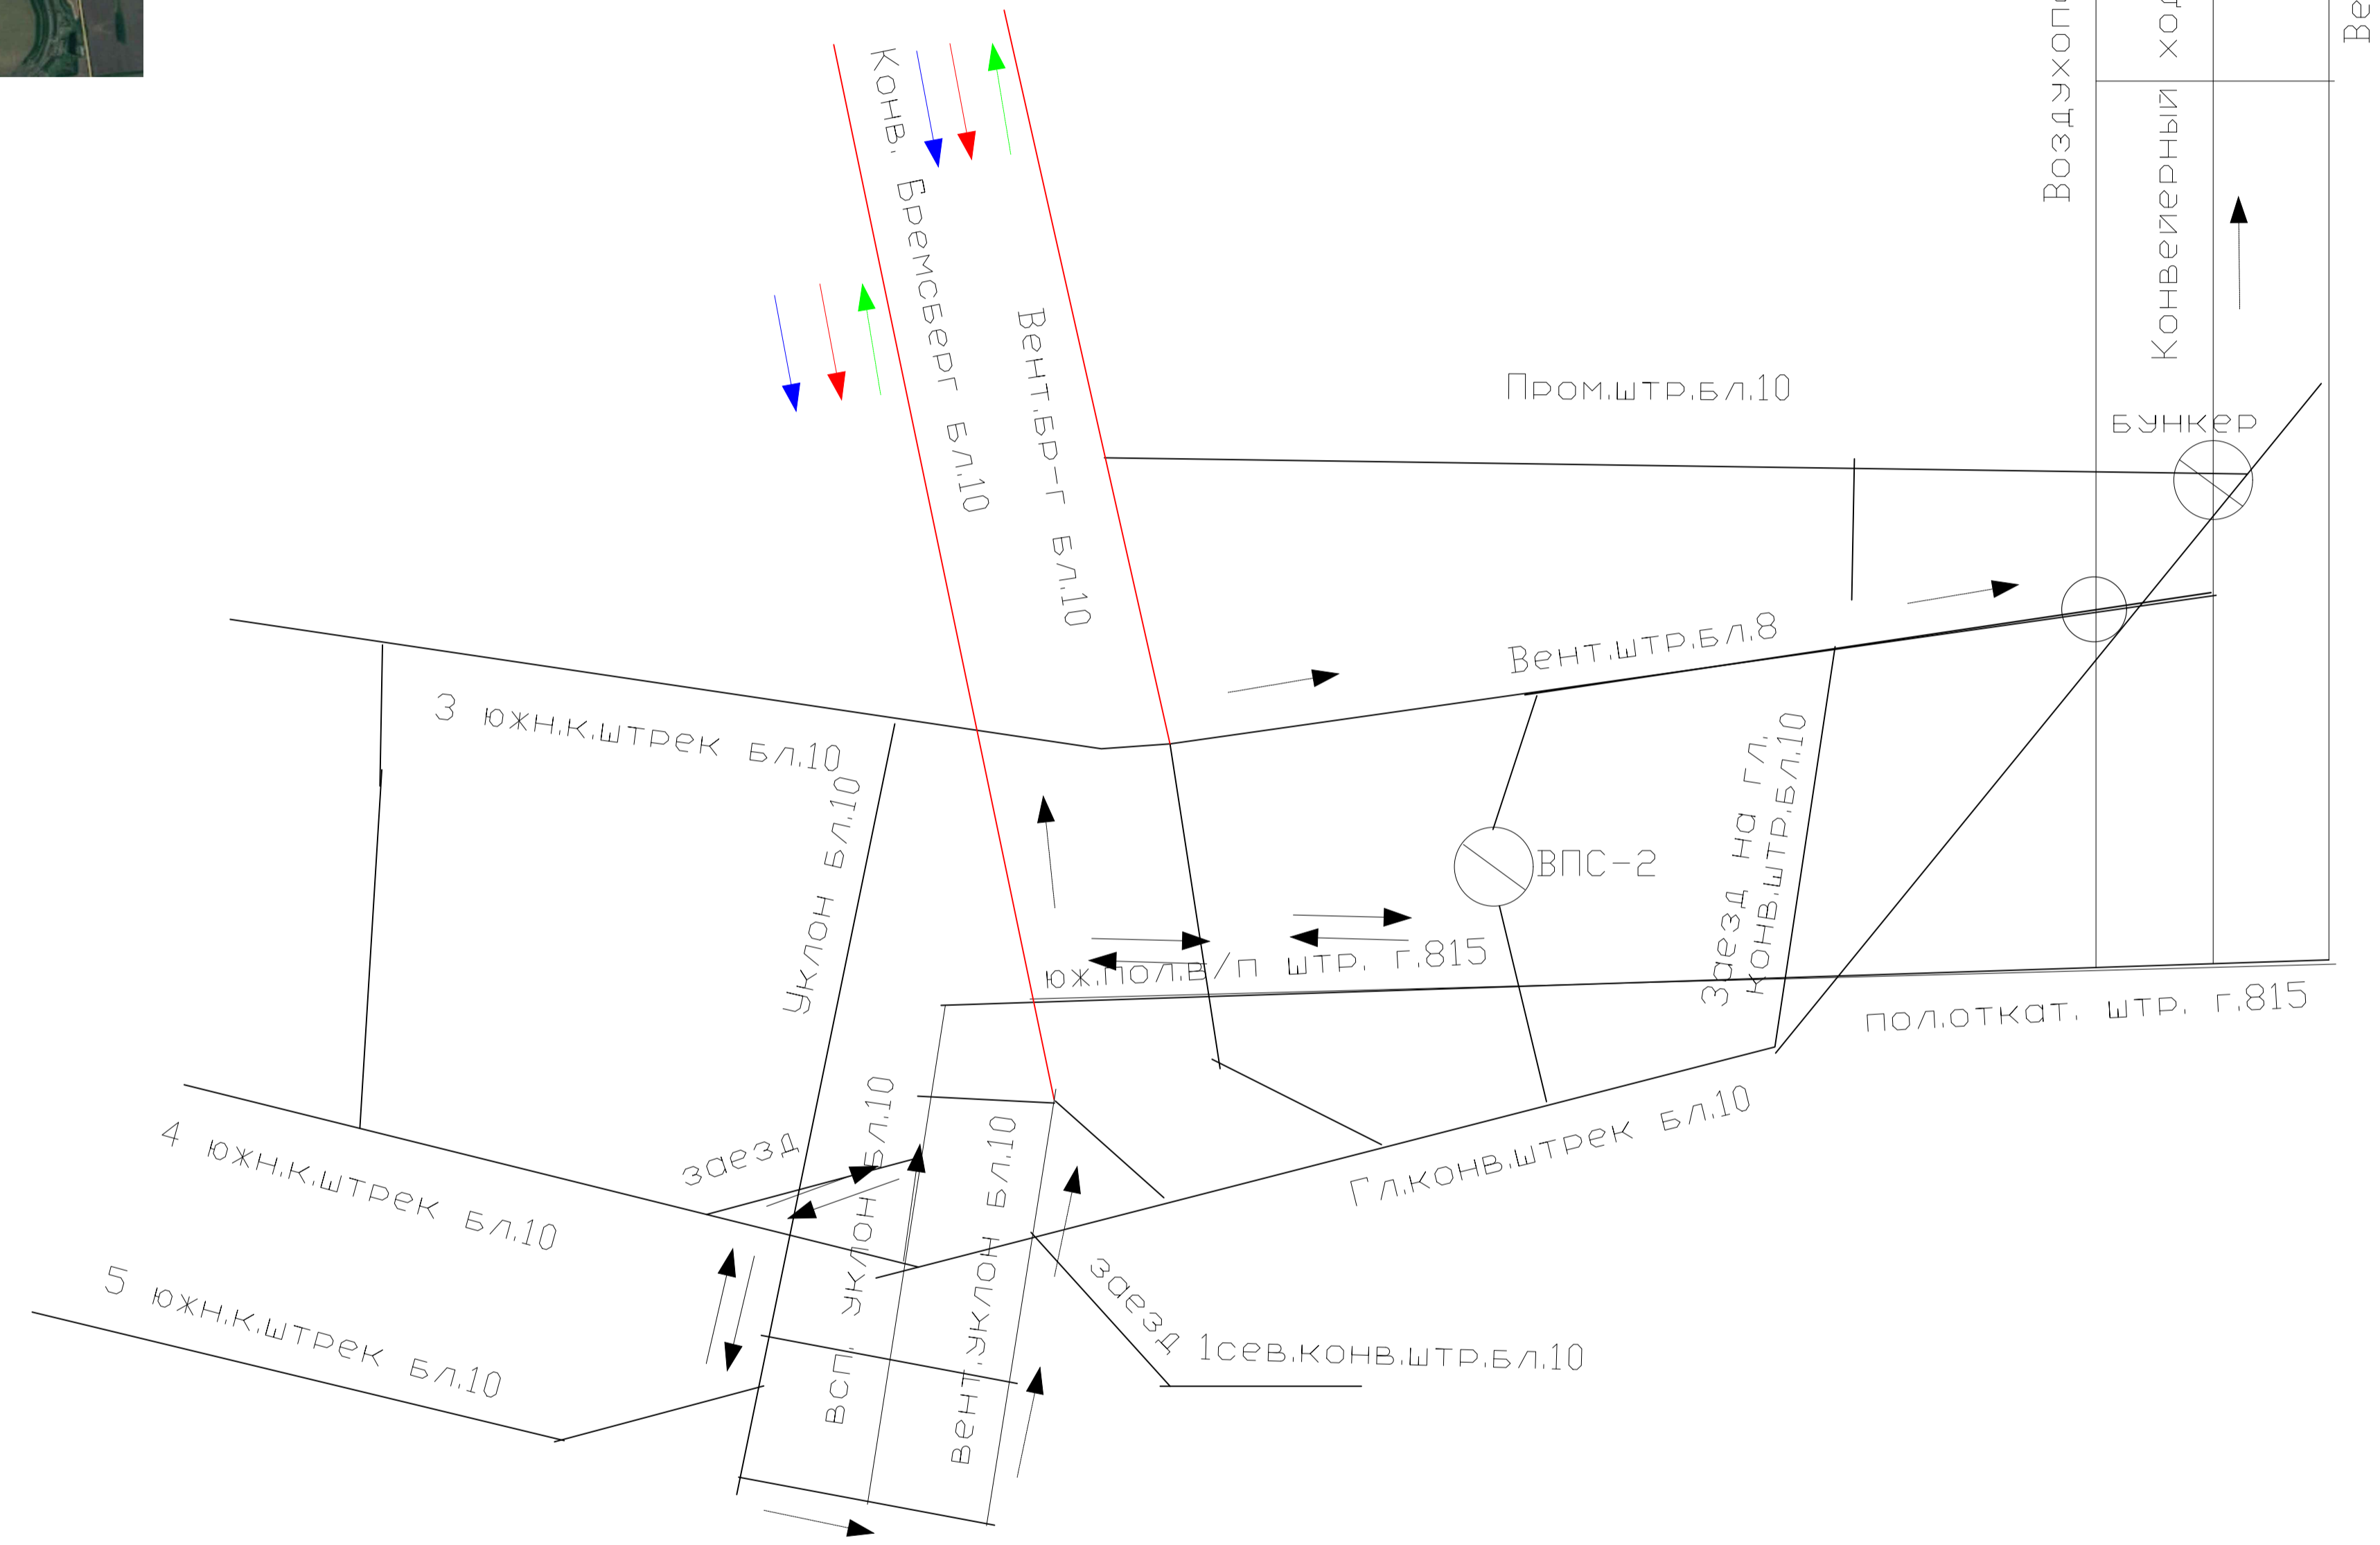 Конв. Бремсберг Бл.10
Вент.Бр-г Бл.10
Конвейерный
Пром.штр.бл.10
БУНКЕР
Вент.штр.бл.8
3 южн.к.штрек Бл.10
Уклон Бл.10
ВПС-2
Заезд на гл.
конв.штр.Бл.10
юж.пол.в/п штр. г.815
пол.откат. штр. г.815
4 южн.к.штрек Бл.10
заезд
Всп. уклон Бл.10
Вент.уклон Бл.10
Гл.конв.штрек Бл.10
5 южн.к.штрек Бл.10
заезд
1сев.конв.штр.бл.10